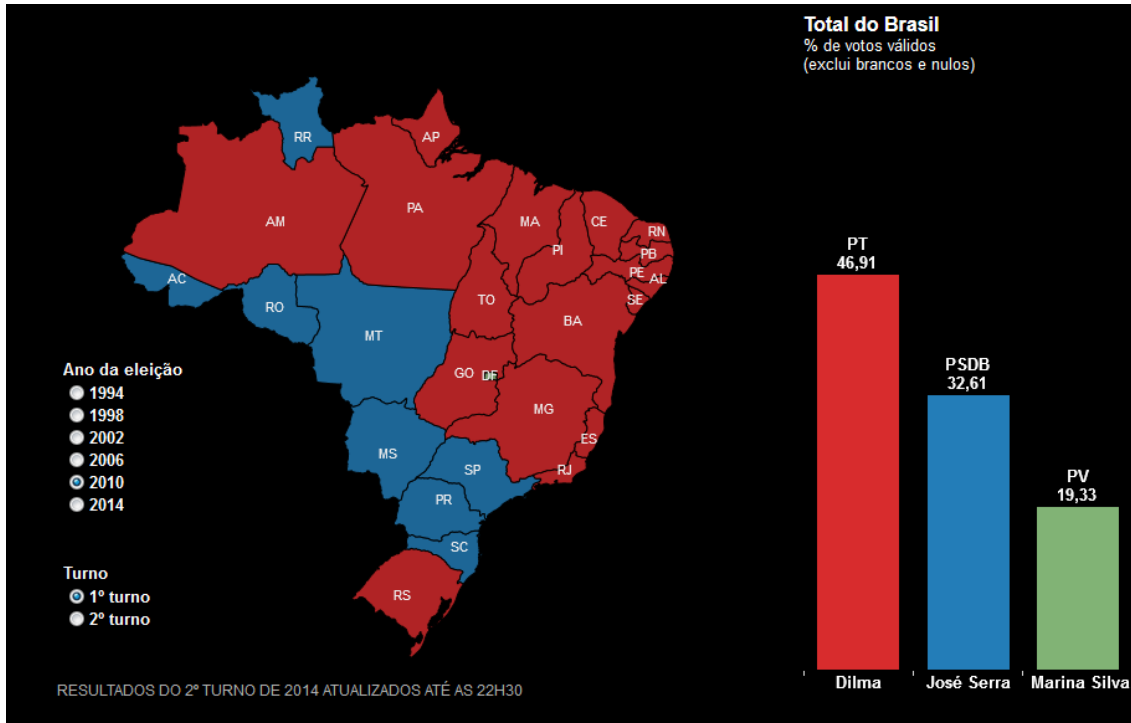 Total do Brasil
% de votos válidos
(exclui brancos e nulos)
RR
AP
AM
PA
MA
CE
RN
PI
PB
PE
AL
AC
TO
SE
RO
BA
MT
GO
DF
MG
ES
MS
SP
RJ
PR
SC
RS
Ano da eleição
1994
1998
2002
2006
2010
2014
Turno
1º turno
2º turno
RESULTADOS DO 2º TURNO DE 2014 ATUALIZADOS ATÉ AS 22H30
PT
46,91
PSDB
32,61
PV
19,33
Dilma
José Serra
Marina Silva